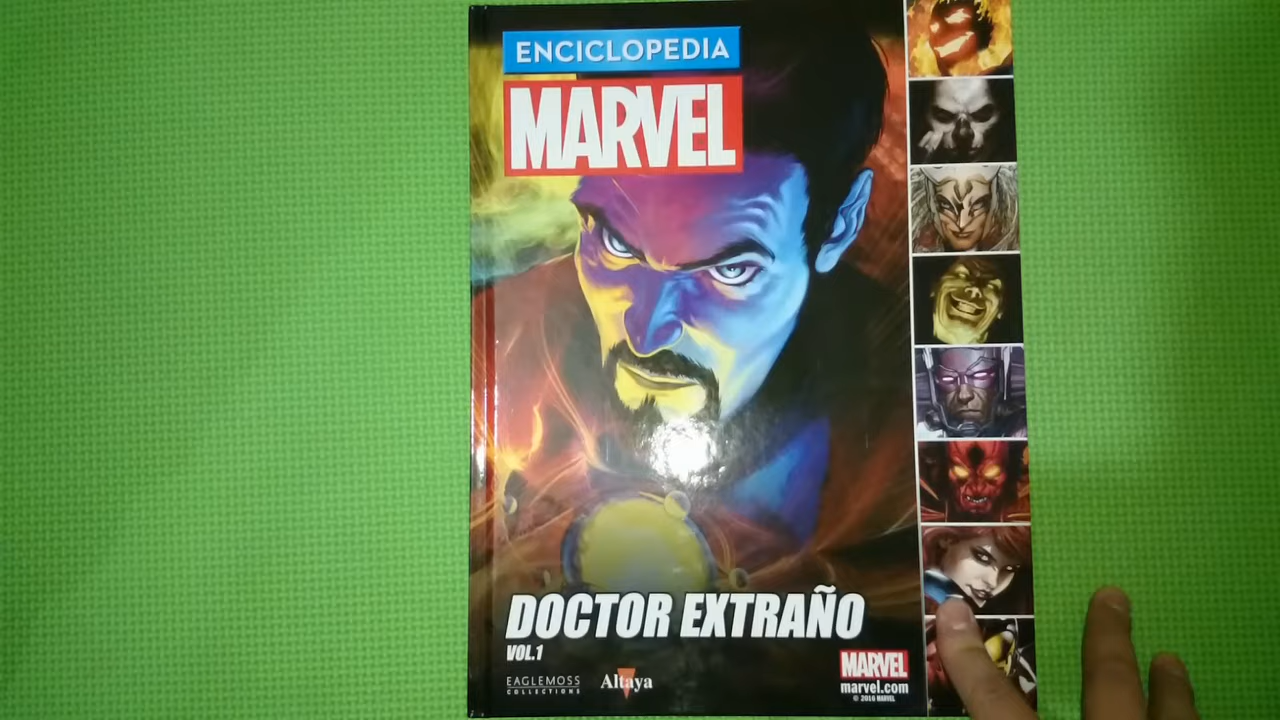 ENCICLOPEDIA
MARVEL
DOCTOR EXTRAÑO
VOL.1
EAGLEMOSS
COLLECTIONS
Altaya
MARVEL
marvel.com
© 2016 MARVEL